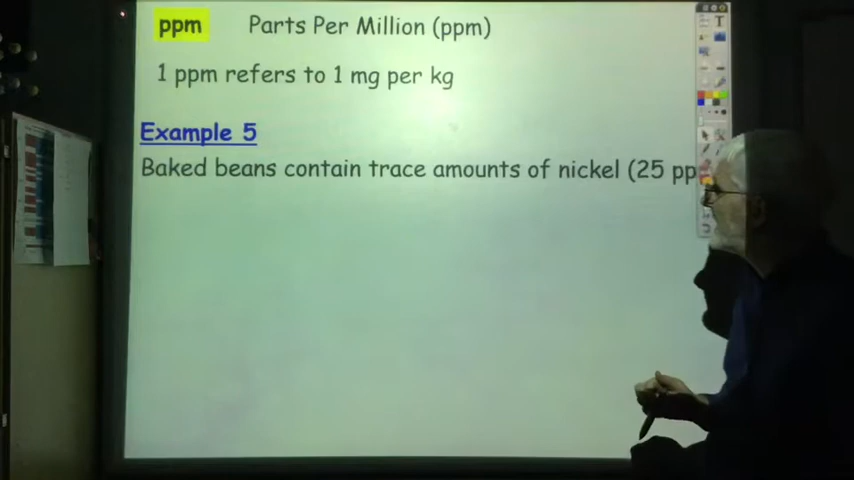 ppm Parts Per Million (ppm)
1 ppm refers to 1 mg per kg
Example 5
Baked beans contain trace amounts of nickel (25 pp
T